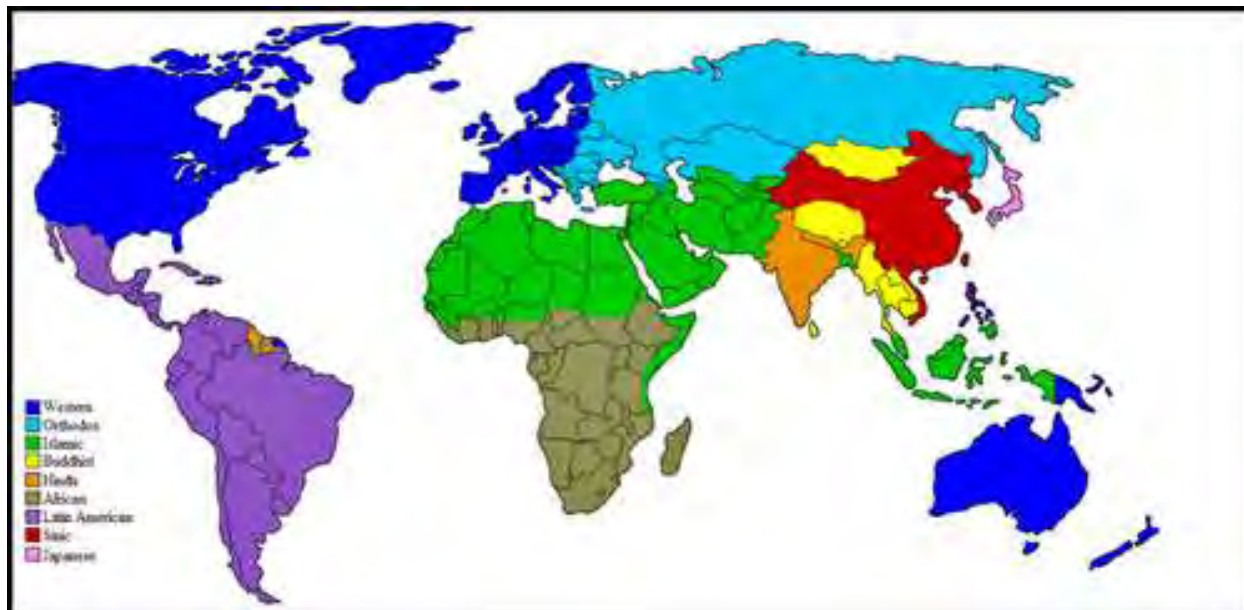 Western
Orthodox
Islamic
Buddhist
Hindu
African
Latin American
Sinic
Japanese